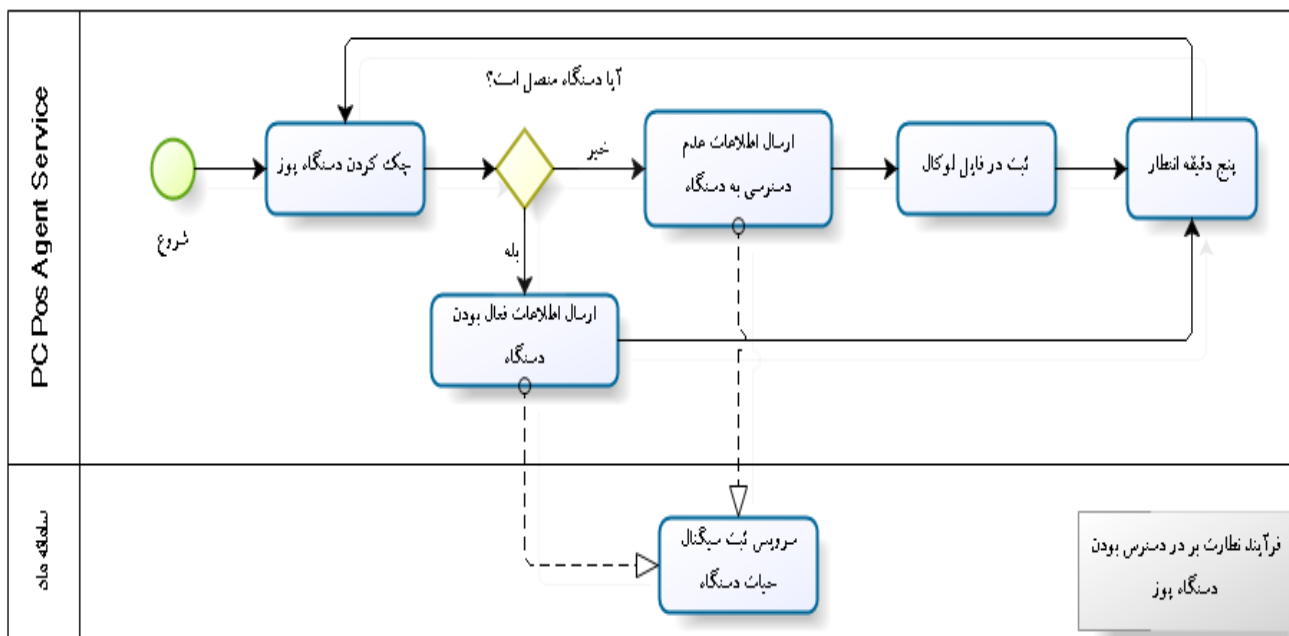 PC Pos Agent Service
آیا دستگاه متصل است؟
شروع
چک کردن دستگاه پوز
خیر
ارسال اطلاعات عدم
دسترسی به دستگاه
ثبت در فایل لوکال
پنج دقیقه انتظار
بله
ارسال اطلاعات فعال بودن
دستگاه
سامانه
سرویس ثبت سیگنال
حیات دستگاه
فرآیند نظارت بر در دسترس بودن
دستگاه پوز